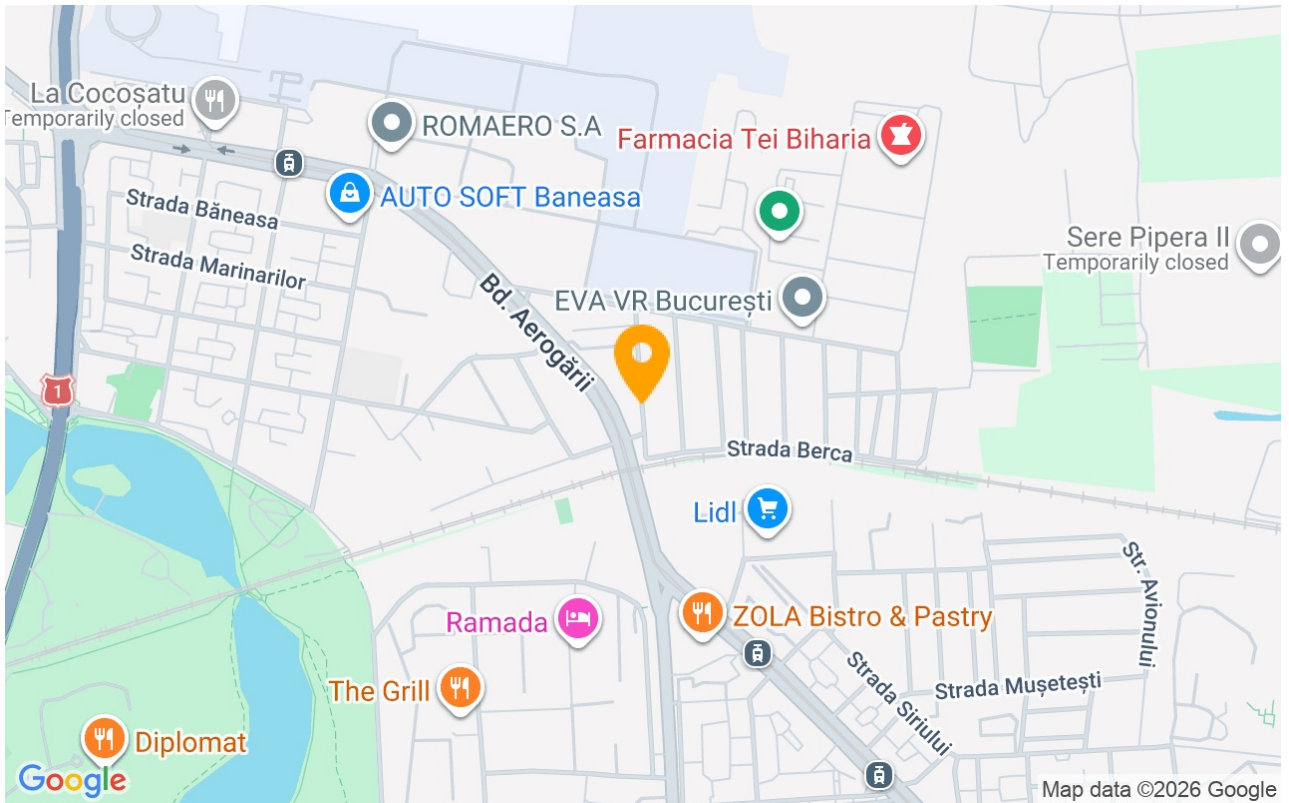 La Cocoșatu
Temporarily closed
ROMAERO S.A
Farmacia Tei Biharia
AUTO SOFT Baneasa
Strada Băneasa
Strada Marinarilor
Sere Pipera II
Temporarily closed
Bd. Aerogării
EVA VR București
1
Strada Berca
Lidl
Str. Avionului
Ramada
ZOLA Bistro & Pastry
The Grill
Strada Siriului
Strada Mușetești
Diplomat
Google
Map data ©2026 Google